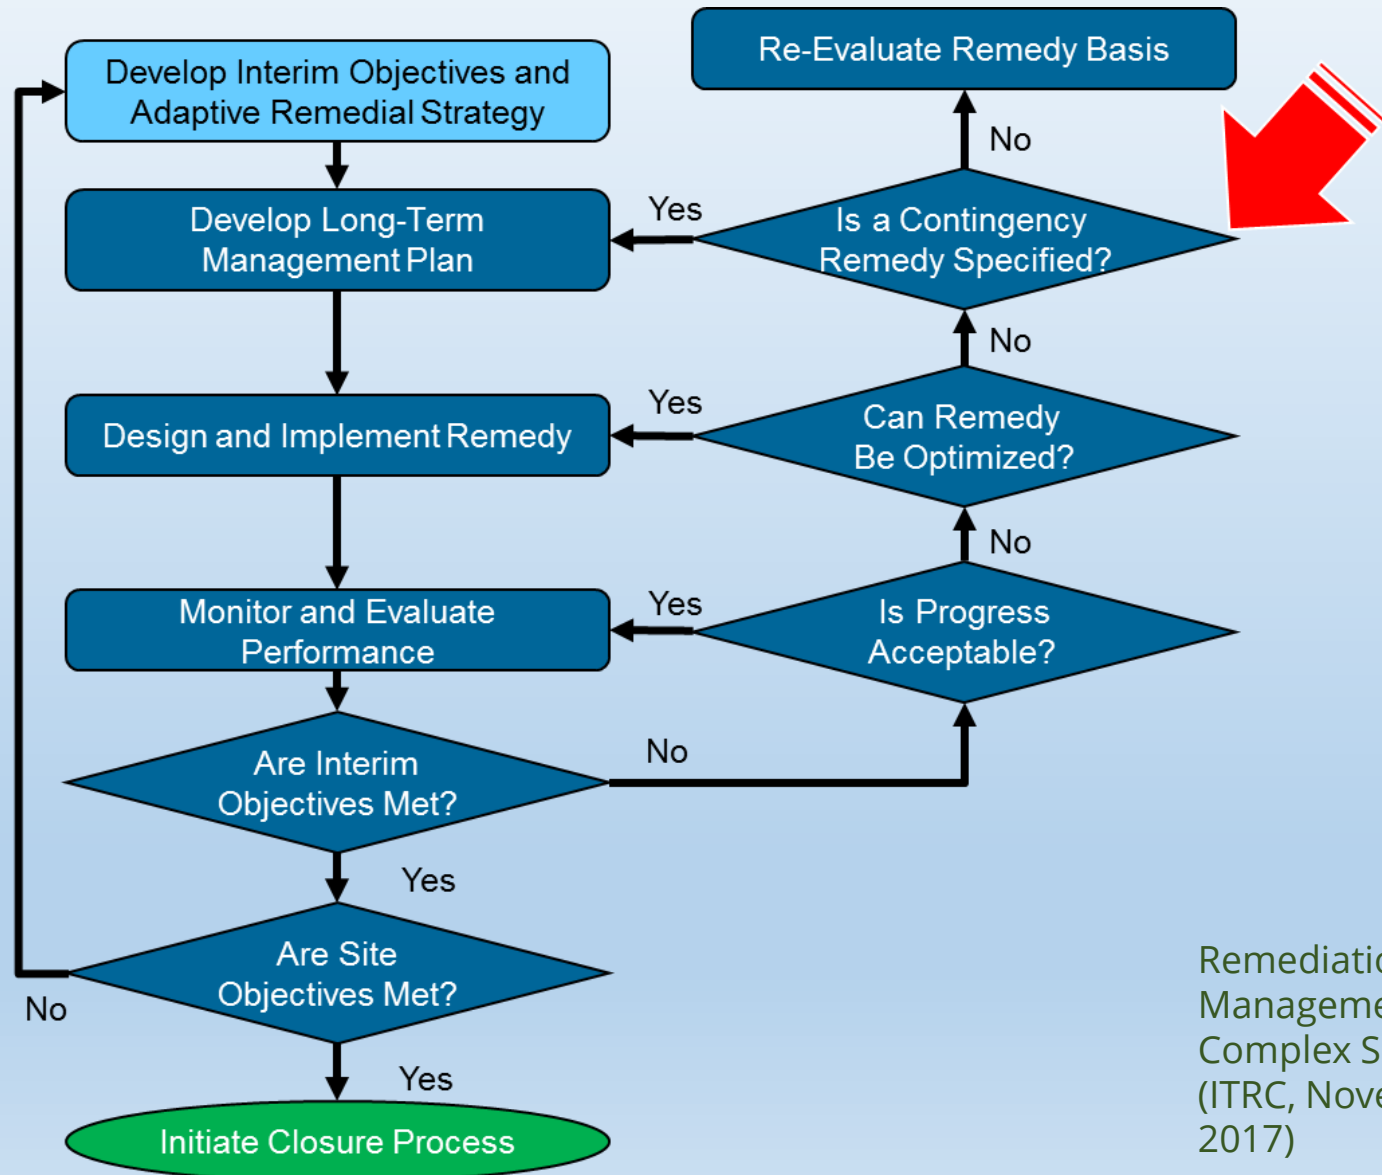 Develop Interim Objectives and
Adaptive Remedial Strategy
Re-Evaluate Remedy Basis
No
Develop Long-Term
Management Plan
Yes
Is a Contingency
Remedy Specified?
No
Design and Implement Remedy
Yes
Can Remedy
Be Optimized?
No
Monitor and Evaluate
Performance
Yes
Is Progress
Acceptable?
Are Interim
Objectives Met?
No
Yes
Are Site
Objectives Met?
No
Yes
Initiate Closure Process
Complex
(ITRC,
2017)